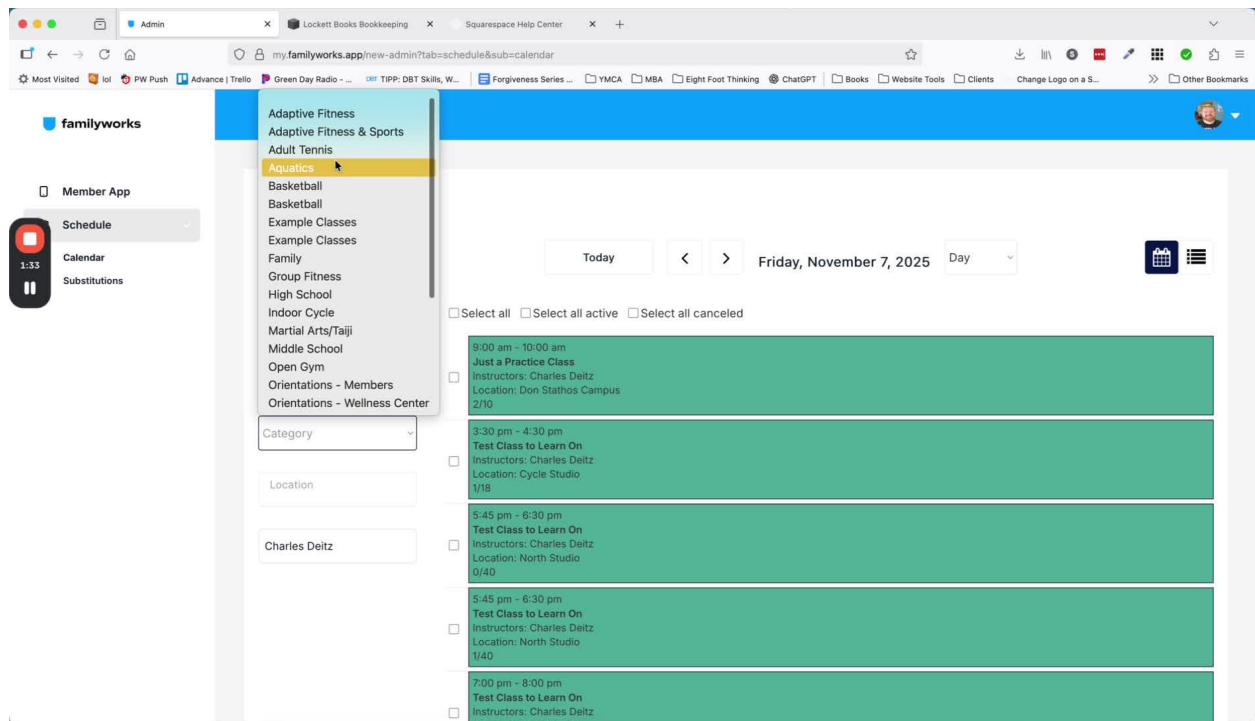 Admin
Lockett Books Bookkeeping
Squarespace Help Center
my.familyworks.app/new-admin?tab=schedule&sub=calendar
Most Visited
lol
PW Push
Advance | Trello
Green Day Radio - ...
DBT TIPP: DBT Skills, W...
Forgiveness Series ...
YMCA
MBA
Eight Foot Thinking
ChatGPT
Books
Website Tools
Clients
Change Logo on a S...
Other Bookmarks
familyworks
Member App
Schedule
Calendar
Substitutions
1:33
Adaptive Fitness
Adaptive Fitness & Sports
Adult Tennis
Aquatics
Basketball
Basketball
Example Classes
Example Classes
Family
Group Fitness
High School
Indoor Cycle
Martial Arts/Taiji
Middle School
Open Gym
Orientations - Members
Orientations - Wellness Center
Category
Location
Charles Deitz
Today
Friday, November 7, 2025
Day
Select all
Select all active
Select all canceled
9:00 am - 10:00 am
Just a Practice Class
Instructors: Charles Deitz
Location: Don Stathos Campus
2/10
3:30 pm - 4:30 pm
Test Class to Learn On
Instructors: Charles Deitz
Location: Cycle Studio
1/18
5:45 pm - 6:30 pm
Test Class to Learn On
Instructors: Charles Deitz
Location: North Studio
0/40
5:45 pm - 6:30 pm
Test Class to Learn On
Instructors: Charles Deitz
Location: North Studio
1/40
7:00 pm - 8:00 pm
Test Class to Learn On
Instructors: Charles Deitz